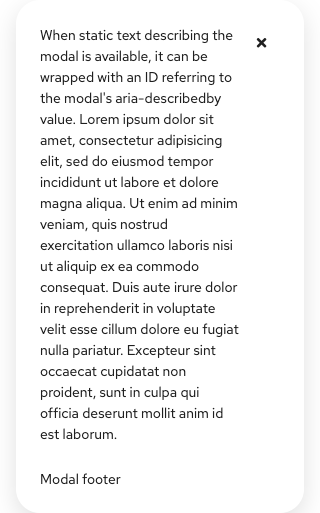 When static text describing the
modal is available, it can be
wrapped with an ID referring to
the modal's aria-describedby
value. Lorem ipsum dolor sit
amet, consectetur adipisicing
elit, sed do eiusmod tempor
incididunt ut labore et dolore
magna aliqua. Ut enim ad minim
veniam, quis nostrud
exercitation ullamco laboris nisi
ut aliquip ex ea commodo
consequat. Duis aute irure dolor
in reprehenderit in voluptate
velit esse cillum dolore eu fugiat
nulla pariatur. Excepteur sint
occaecat cupidatat non
proident, sunt in culpa qui
officia deserunt mollit anim id
est laborum.
Modal footer